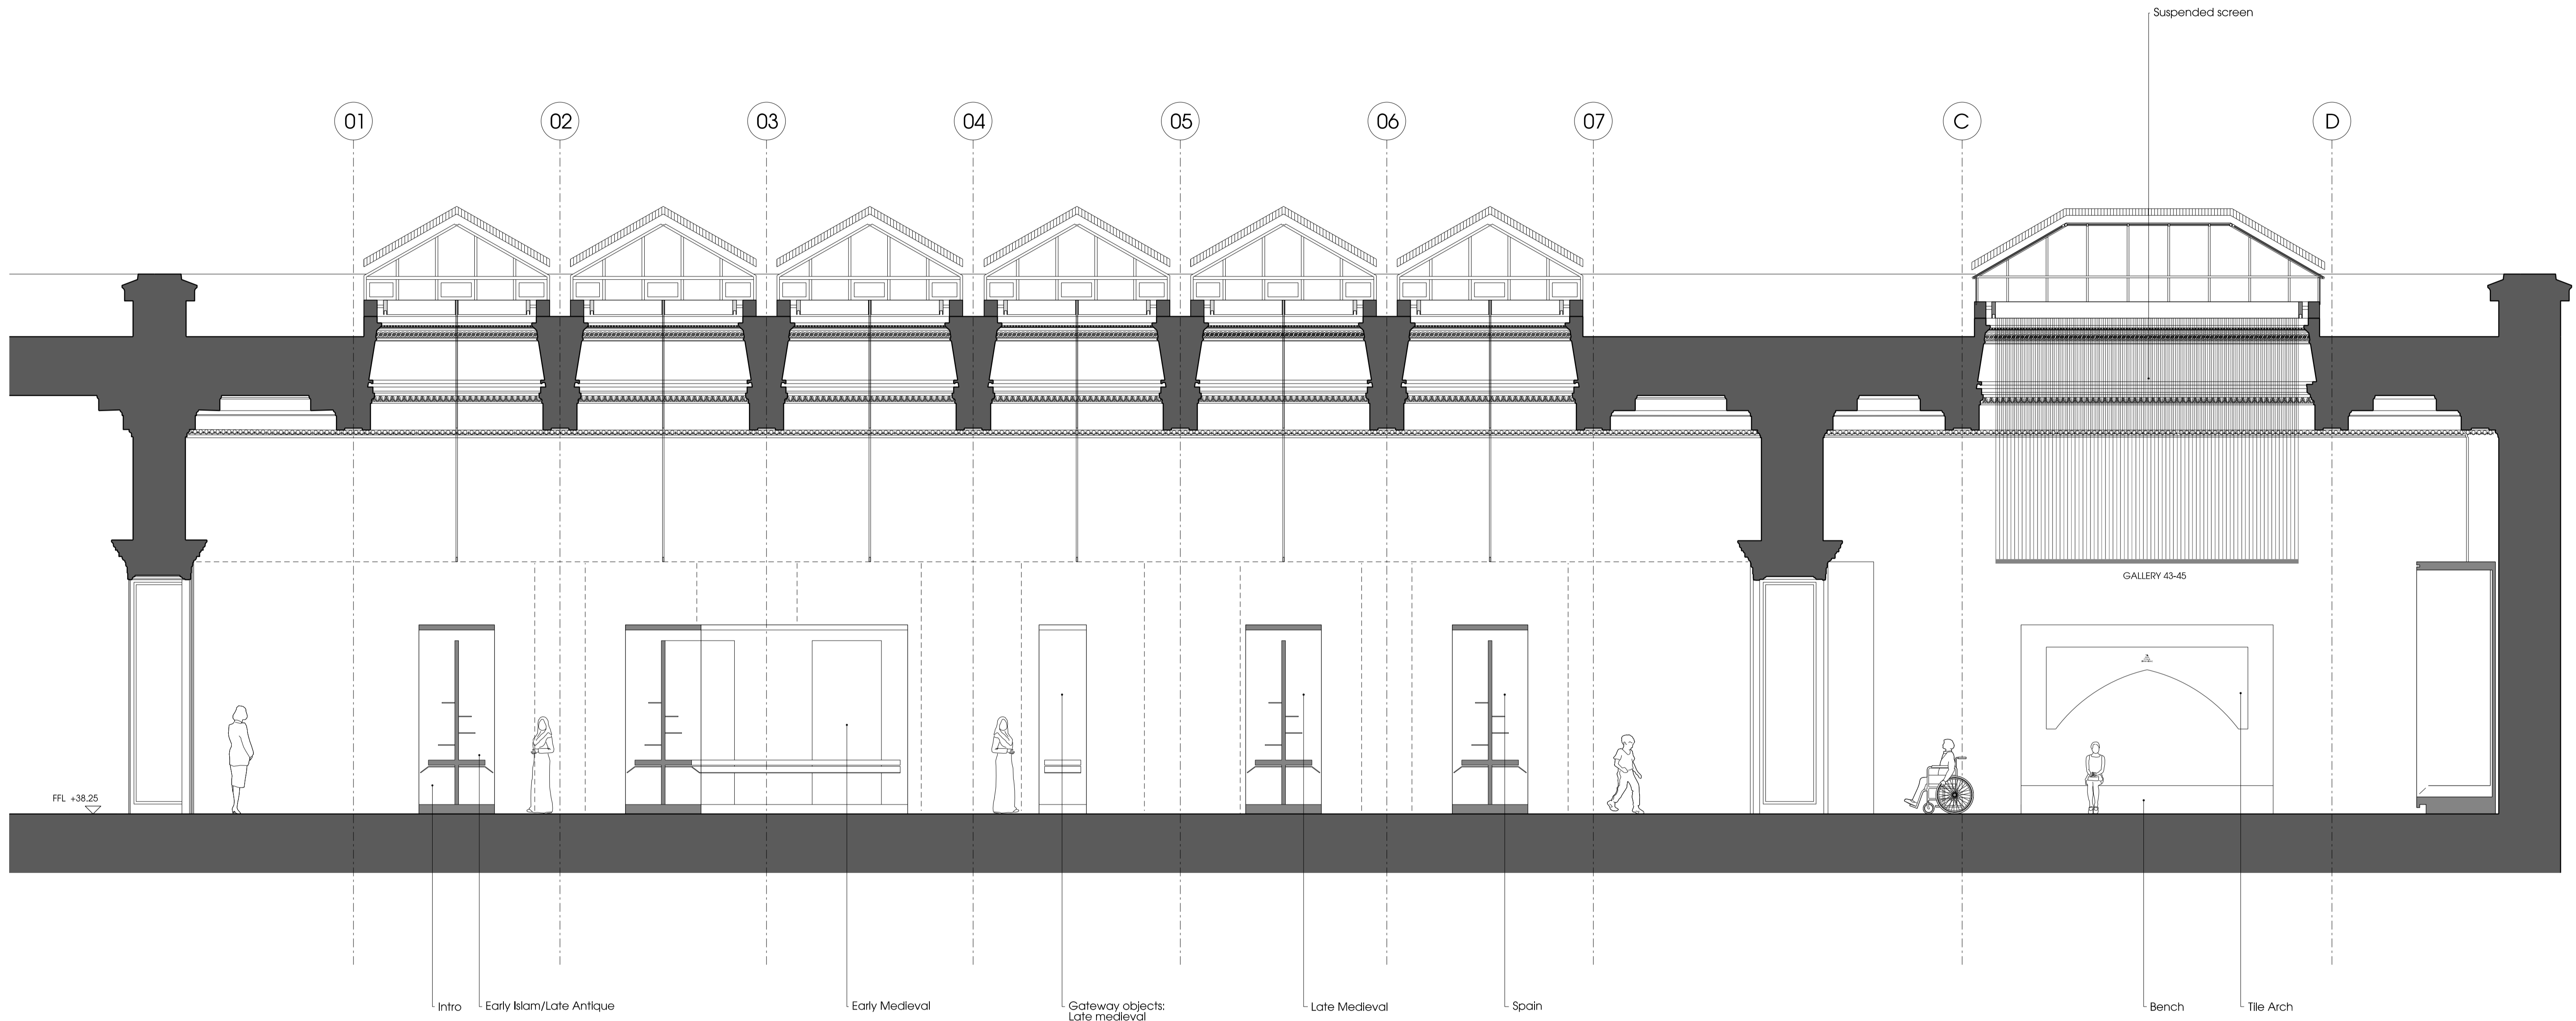 Suspended screen
01
02
03
04
05
06
07
C
D
GALLERY 43-45
FFL +38.25
Intro
Early Islam/Late Antique
Early Medieval
Gateway objects:
Late medieval
Late Medieval
Spain
Bench
Tile Arch